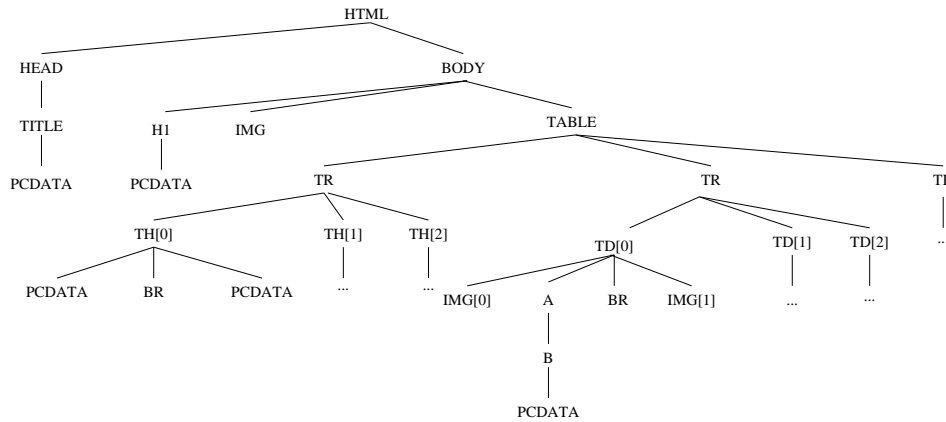 HTML
HEAD BODY
TITLE H1 IMG TABLE
PCDATA PCDATA TR TR
TH[0] TH[1] TH[2] TD[0] TD[1] TD[2] ...
PCDATA BR PCDATA ... ... IMG[0] A BR IMG[1] ... ...
B
PCDATA